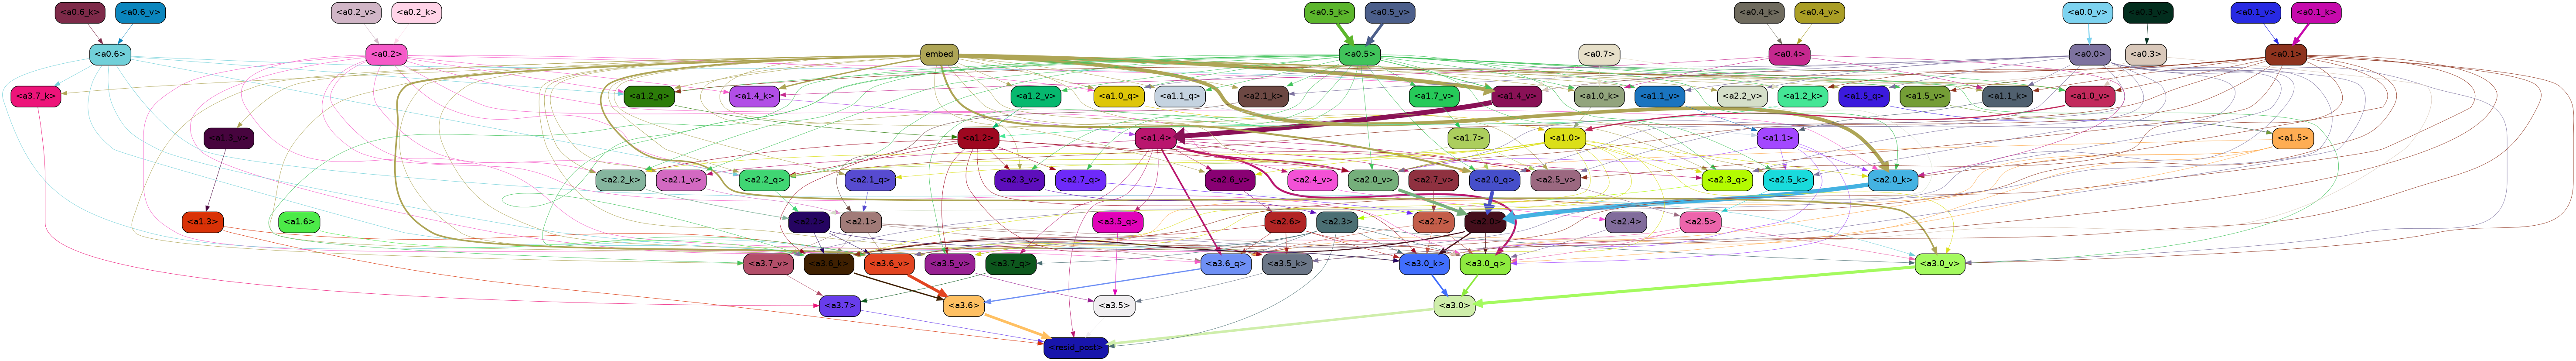 <a0.6_k> <a0.6_v> <a0.2_v> <a0.2_k> <a0.5_k> <a0.5_v> <a0.4_k> <a0.4_v> <a0.0_v> <a0.3_v> <a0.1_v> <a0.1_k>
<a0.6> <a0.2> embed <a0.5> <a0.7> <a0.4> <a0.0> <a0.3> <a0.1>
<a3.7_k> <a1.2_q> <a1.4_k> <a1.2_v> <a1.0_q> <a1.1_q> <a2.1_k> <a1.7_v> <a1.4_v> <a1.0_k> <a1.1_v> <a2.2_v> <a1.2_k> <a1.5_q> <a1.5_v> <a1.1_k> <a1.0_v>
<a1.3_v> <a1.2> <a1.4> <a1.7> <a1.0> <a1.1> <a1.5>
<a2.2_k> <a2.1_v> <a2.2_q> <a2.1_q> <a2.3_v> <a2.7_q> <a2.6_v> <a2.4_v> <a2.0_v> <a2.7_v> <a2.0_q> <a2.5_v> <a2.3_q> <a2.5_k> <a2.0_k>
<a1.3> <a1.6> <a2.2> <a2.1> <a3.5_q> <a2.6> <a2.3> <a2.7> <a2.0> <a2.4> <a2.5>
<a3.7_v> <a3.6_k> <a3.6_v> <a3.5_v> <a3.7_q> <a3.6_q> <a3.5_k> <a3.0_k> <a3.0_q> <a3.0_v>
<a3.7> <a3.6> <a3.5> <a3.0>
<resid_post>